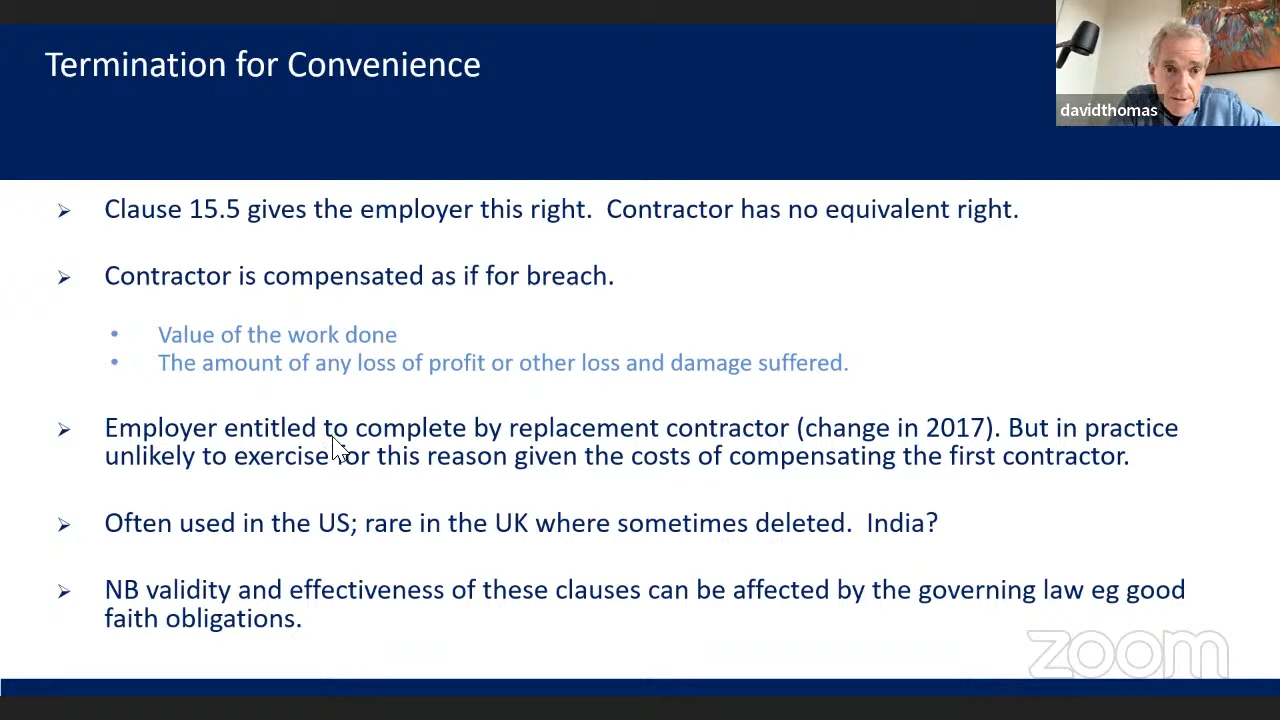 Termination for Convenience
davidthomas
Clause 15.5 gives the employer this right. Contractor has no equivalent right.
Contractor is compensated as if for breach.
Value of the work done
The amount of any loss of profit or other loss and damage suffered.
Employer entitled to complete by replacement contractor (change in 2017). But in practice
unlikely to exercise for this reason given the costs of compensating the first contractor.
Often used in the US; rare in the UK where sometimes deleted. India?
NB validity and effectiveness of these clauses can be affected by the governing law eg good
faith obligations.
zoom